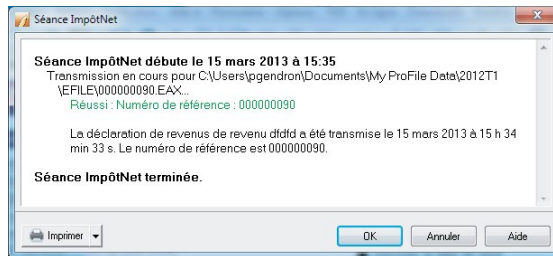 Séance ImpôtNet
Séance ImpôtNet débute le 15 mars 2013 à 15:35
Transmission en cours pour C:\Users\pgendron\Documents\My ProFile Data\2012T1
\EFILE\000000090.EAX...
Réussi : Numéro de référence : 000000090
La déclaration de revenus de revenu dfdfd a été transmise le 15 mars 2013 à 15 h 34
min 33 s. Le numéro de référence est 000000090.
Séance ImpôtNet terminée.
Imprimer
OK
Annuler
Aide